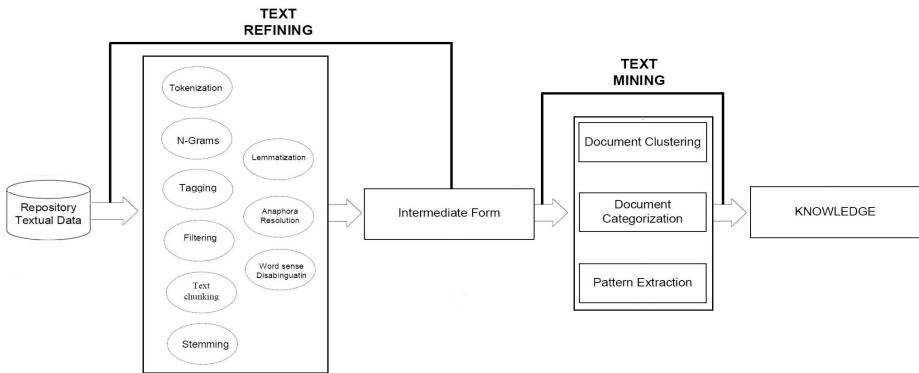 TEXT
REFINING
TEXT
MINING
Tokenization
N-Grams
Tagging
Filtering
Text
chunking
Stemming
Lemmatization
Anaphora
Resolution
Word sense
Disabinguatin
Repository
Textual Data
Intermediate Form
Document Clustering
Document
Categorization
Pattern Extraction
KNOWLEDGE